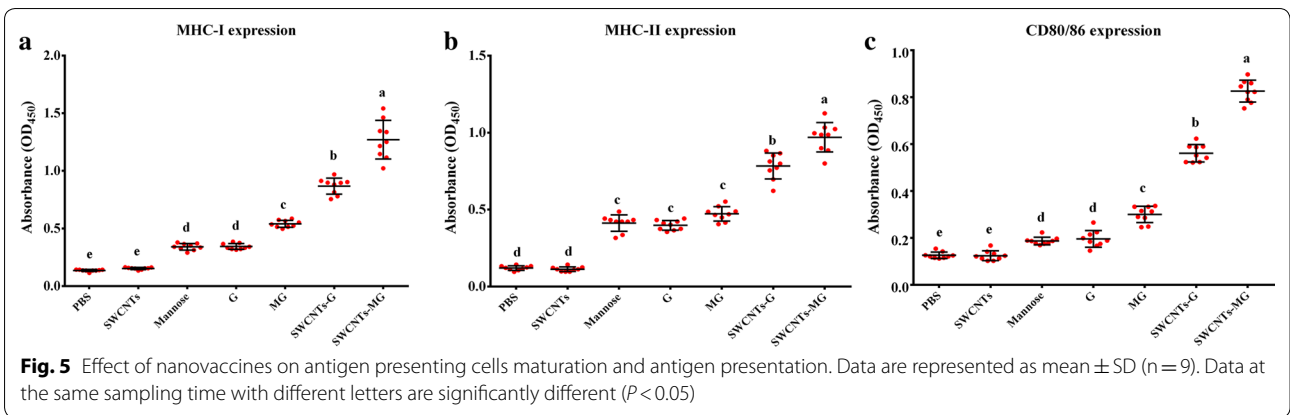 a
MHC-I expression
Absorbance (OD450)
2.0
1.5
1.0
0.5
0.0
e
e
d
d
c
b
a
PBS
SWCNTs
Mannose
G
MG
SWCNTs-G
SWCNTs-MG
b
MHC-II expression
Absorbance (OD450)
1.5
1.0
0.5
0.0
d
d
c
c
c
b
a
PBS
SWCNTs
Mannose
G
MG
SWCNTs-G
SWCNTs-MG
c
CD80/86 expression
Absorbance (OD450)
1.0
0.8
0.6
0.4
0.2
0.0
e
e
d
d
c
b
a
PBS
SWCNTs
Mannose
G
MG
SWCNTs-G
SWCNTs-MG
Fig. 5 Effect of nanovaccines on antigen presenting cells maturation and antigen presentation. Data are represented as mean ± SD (n = 9). Data at
the same sampling time with different letters are significantly different (P < 0.05)